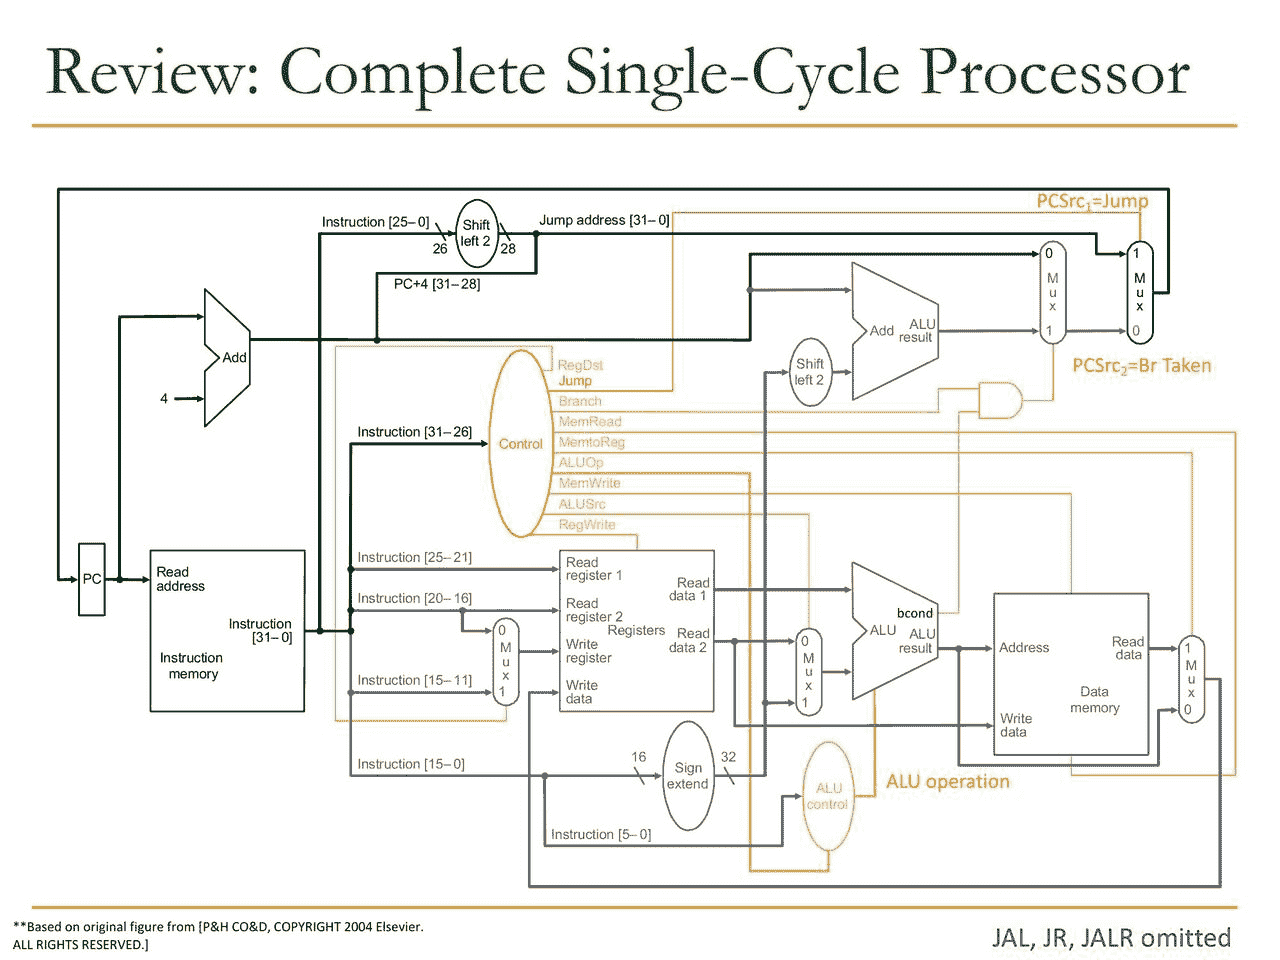 Review: Complete Single-Cycle Processor
PCSrc1=Jump
Instruction [25–0]
Shift
left 2
Jump address [31–0]
26
28
PC+4 [31–28]
0
M
u
x
1
1
M
u
x
0
Add
ALU
result
Add
4
Shift
left 2
PCSrc2=Br Taken
RegDst
Jump
Branch
MemRead
MemtoReg
ALUOp
MemWrite
ALUSrc
RegWrite
Control
Instruction [31–26]
PC
Read
address
Instruction
[31–0]
Instruction
memory
Instruction [25–21]
Instruction [20–16]
Instruction [15–11]
Instruction [15–0]
0
M
u
x
1
Read
register 1
Read
register 2
Write
register
Write
data
Registers
Read
data 1
Read
data 2
0
M
u
x
1
bcond
ALU
ALU
result
Address
Write
data
Read
data
Data
memory
1
M
u
x
0
16
Sign
extend
32
Instruction [5–0]
ALU
control
ALU operation
**Based on original figure from [P&H CO&D, COPYRIGHT 2004 Elsevier.
ALL RIGHTS RESERVED.]
JAL, JR, JALR omitted